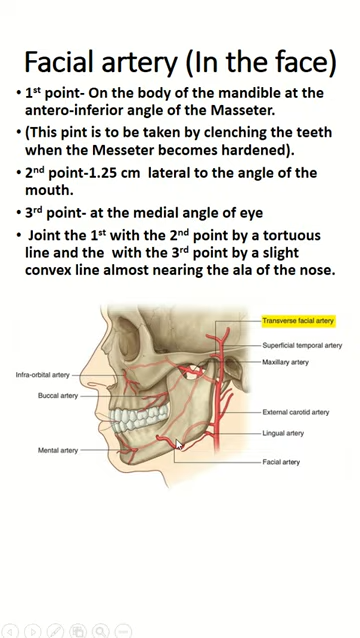 Facial artery (In the face)
• 1st point- On the body of the mandible at the
antero-inferior angle of the Masseter.
• (This pint is to be taken by clenching the teeth
when the Messeter becomes hardened).
• 2nd point-1.25 cm lateral to the angle of the
mouth.
• 3rd point- at the medial angle of eye
• Joint the 1st with the 2nd point by a tortuous
line and the with the 3rd point by a slight
convex line almost nearing the ala of the nose.
Transverse facial artery
Superficial temporal artery
Maxillary artery
Infra-orbital artery
Buccal artery
External carotid artery
Lingual artery
Mental artery
Facial artery